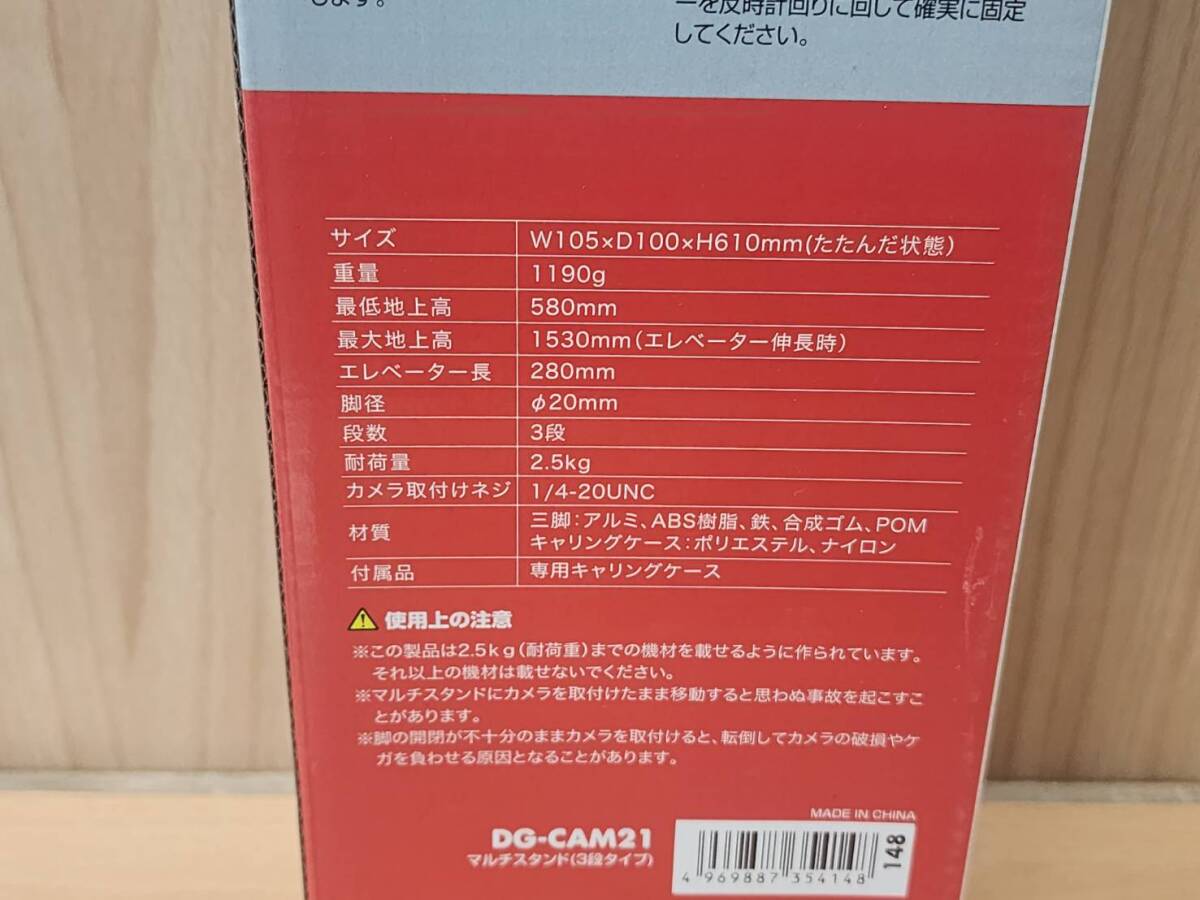 します。
ーを反時計回りに回して確実に固定
してください。
サイズ W105×D100×H610mm(たたんだ状態)
重量 1190g
最低地上高 580mm
最大地上高 1530mm(エレベーター伸長時)
エレベーター長 280mm
脚径 φ20mm
段数 3段
耐荷量 2.5kg
カメラ取付けネジ 1/4-20UNC
材質 三脚:アルミ、ABS樹脂、鉄、合成ゴム、POM
キャリングケース:ポリエステル、ナイロン
付属品 専用キャリングケース
使用上の注意
※この製品は2.5kg(耐荷重)までの機材を載せるように作られています。
それ以上の機材は載せないでください。
※マルチスタンドにカメラを取付けたまま移動すると思わぬ事故を起こすこ
とがあります。
※脚の開閉が不十分のままカメラを取付けると、転倒してカメラの破損やケ
ガを負わせる原因となることがあります。
MADE IN CHINA
DG-CAM21
マルチスタンド(3段タイプ)
4 969887 354148
148